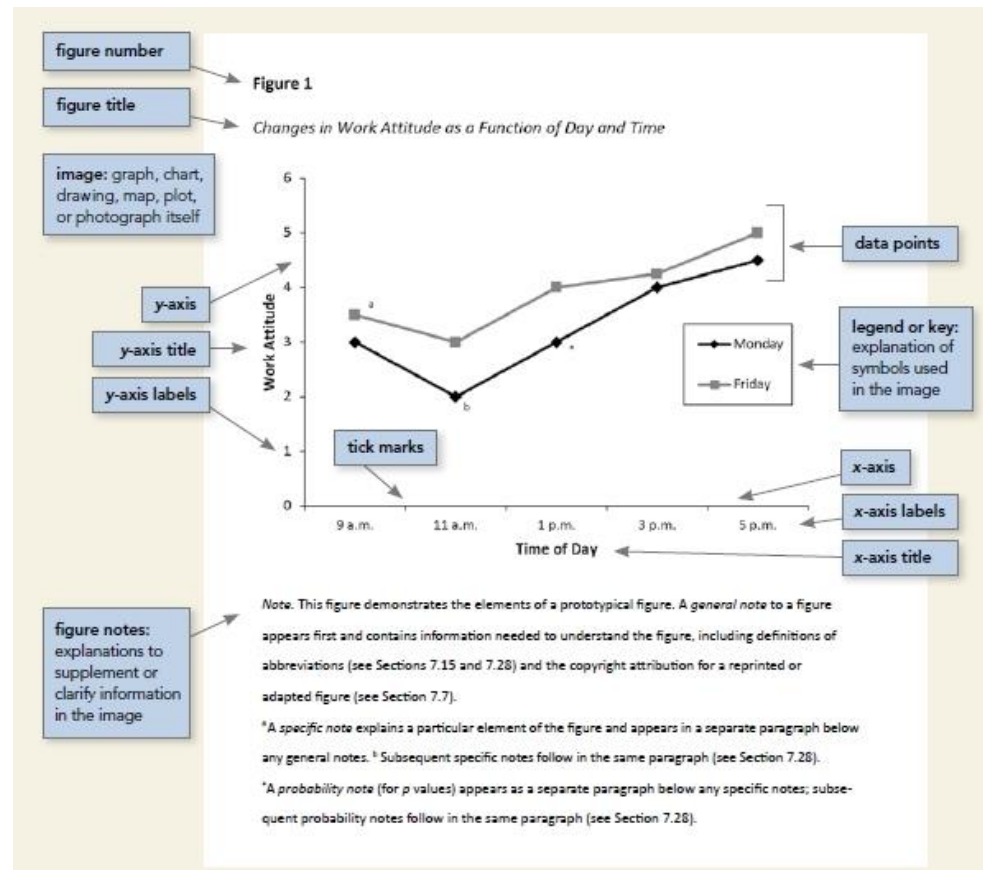 figure number
Figure 1
figure title
Changes in Work Attitude as a Function of Day and Time
image: graph, chart,
drawing, map, plot,
or photograph itself
6
5
4
3
2
1
0
data points
y-axis
y-axis title
y-axis labels
Work Attitude
a
b
*
Monday
Friday
legend or key:
explanation of
symbols used
in the image
tick marks
x-axis
x-axis labels
x-axis title
9 a.m. 11 a.m. 1 p.m. 3 p.m. 5 p.m.
Time of Day
figure notes:
explanations to
supplement or
clarify information
in the image
Note. This figure demonstrates the elements of a prototypical figure. A general note to a figure
appears first and contains information needed to understand the figure, including definitions of
abbreviations (see Sections 7.15 and 7.28) and the copyright attribution for a reprinted or
adapted figure (see Section 7.7).
ᵃA specific note explains a particular element of the figure and appears in a separate paragraph below
any general notes. ᵇ Subsequent specific notes follow in the same paragraph (see Section 7.28).
*A probability note (for p values) appears as a separate paragraph below any specific notes; subse-
quent probability notes follow in the same paragraph (see Section 7.28).